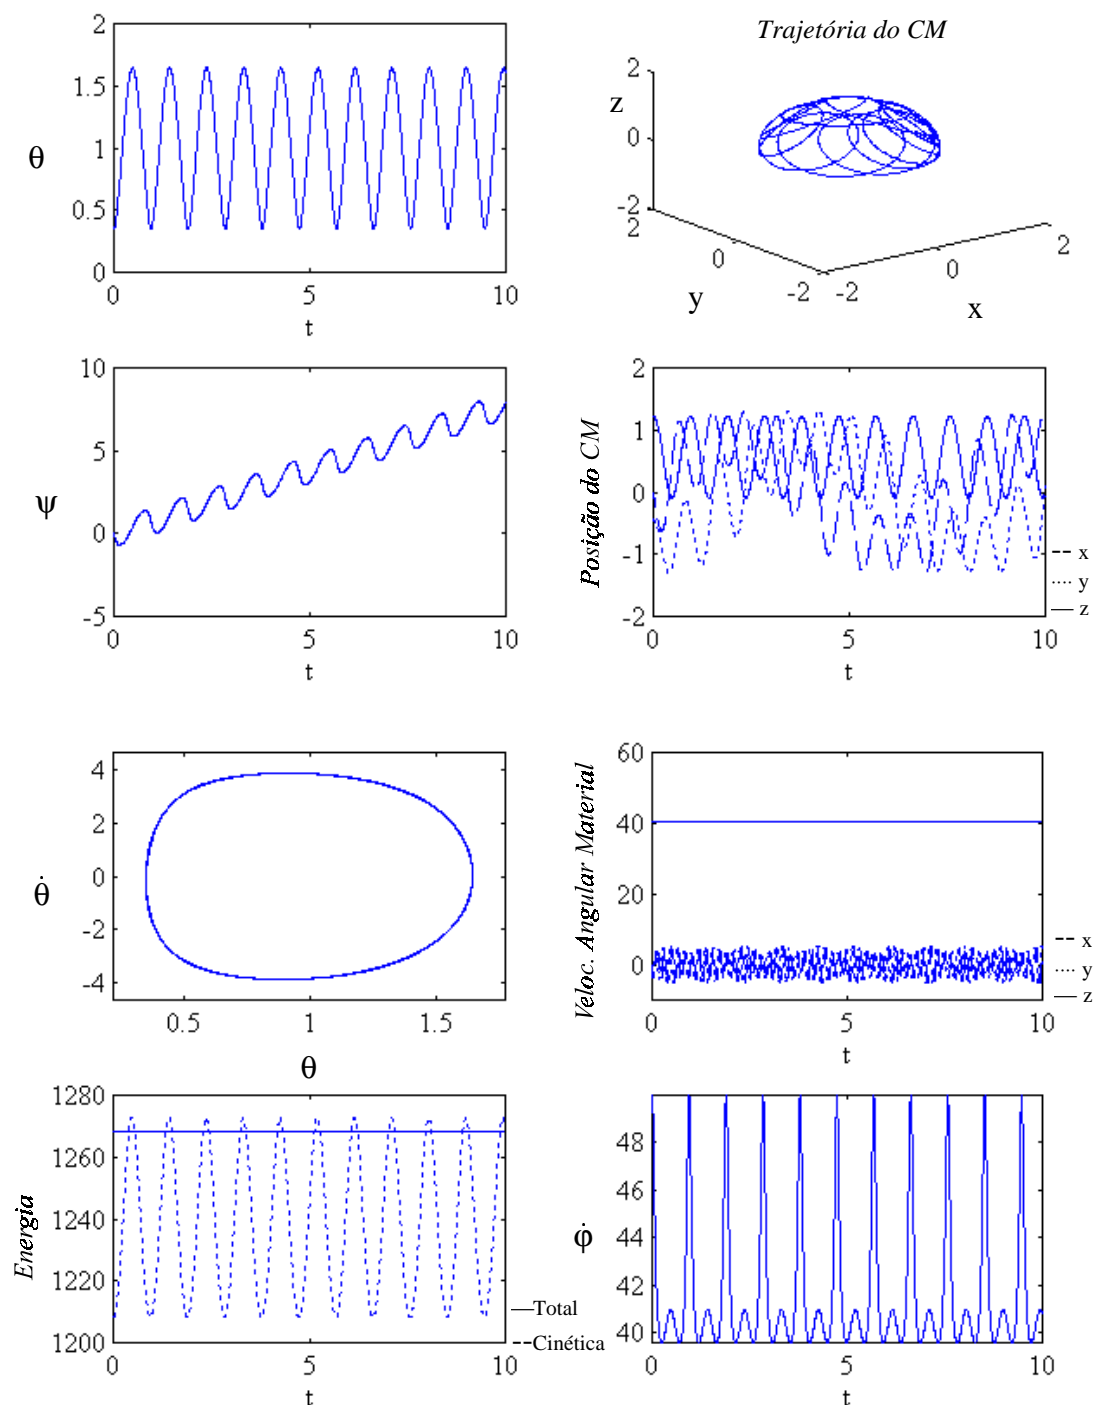 2
1.5
1
0.5
0
θ
0
5
10
t
Trajetória do CM
2
z
0
-2
2
0
-2
-2
0
2
y
x
10
5
0
-5
ψ
0
5
10
t
2
1
0
-1
-2
Posição do CM
0
5
10
t
x
y
z
4
2
0
-2
-4
θ̇
0.5
1
1.5
θ
60
40
20
0
Veloc. Angular Material
0
5
10
t
x
y
z
1280
1260
1240
1220
1200
Energia
0
5
10
t
Total
Cinética
48
46
44
42
40
φ̇
0
5
10
t